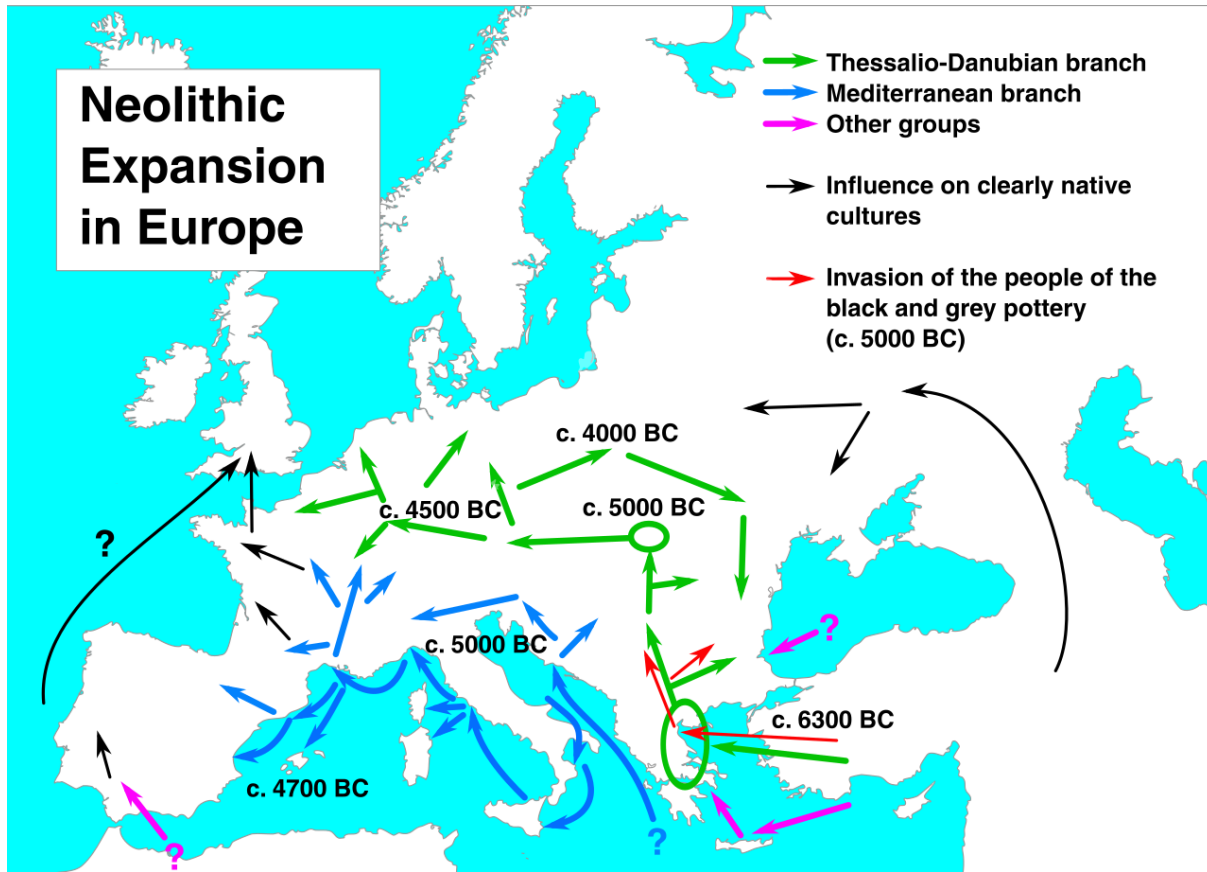 Neolithic
Expansion
in Europe
Thessalio-Danubian branch
Mediterranean branch
Other groups
Influence on clearly native
cultures
Invasion of the people of the
black and grey pottery
(c. 5000 BC)
c. 4000 BC
c. 4500 BC
c. 5000 BC
?
?
c. 5000 BC
c. 6300 BC
c. 4700 BC
?
?